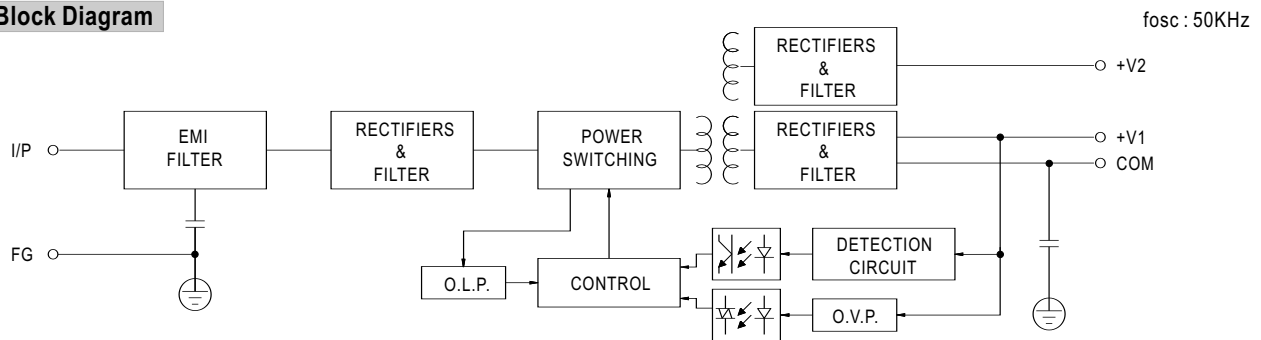 Block Diagram
fosc : 50KHz
RECTIFIERS
&
FILTER
+V2
I/P
EMI
FILTER
RECTIFIERS
&
FILTER
POWER
SWITCHING
RECTIFIERS
&
FILTER
+V1
COM
FG
O.L.P.
CONTROL
DETECTION
CIRCUIT
O.V.P.